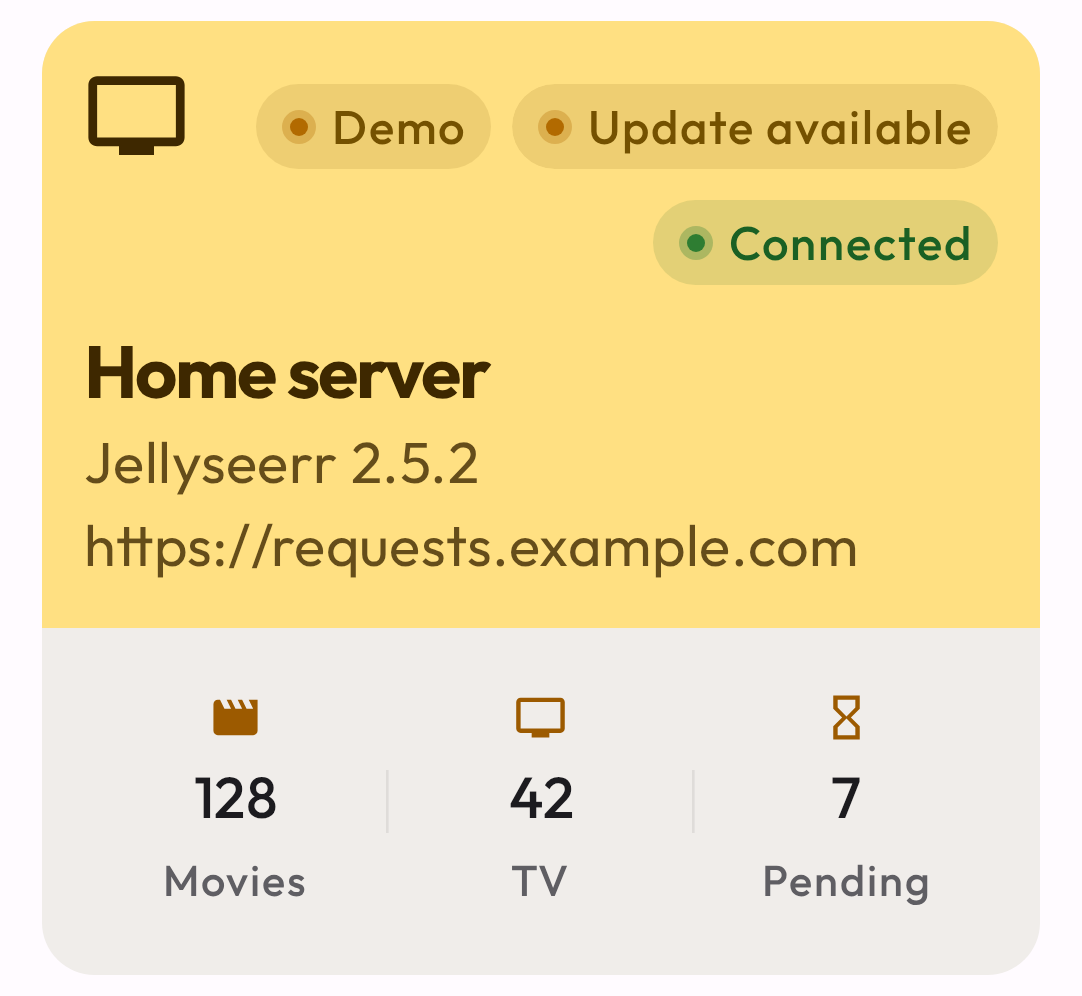 Demo
Update available
Connected
Home server
Jellyseerr 2.5.2
https://requests.example.com
128
42
7
Movies
TV
Pending